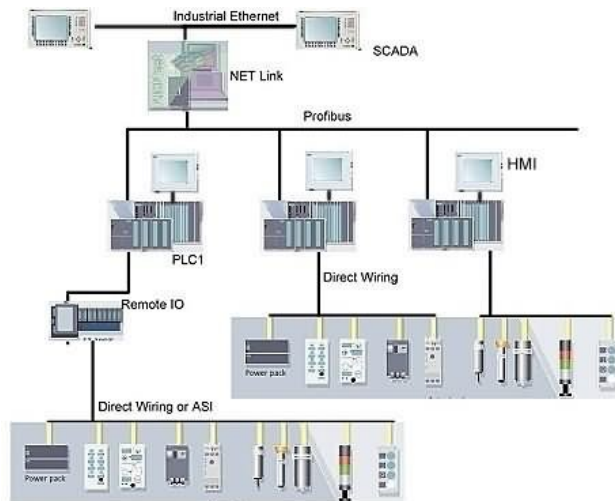 Industrial Ethernet
SCADA
NET Link
Profibus
HMI
PLC1
Direct Wiring
Remote IO
Power pack
Direct Wiring or ASI
Power pack